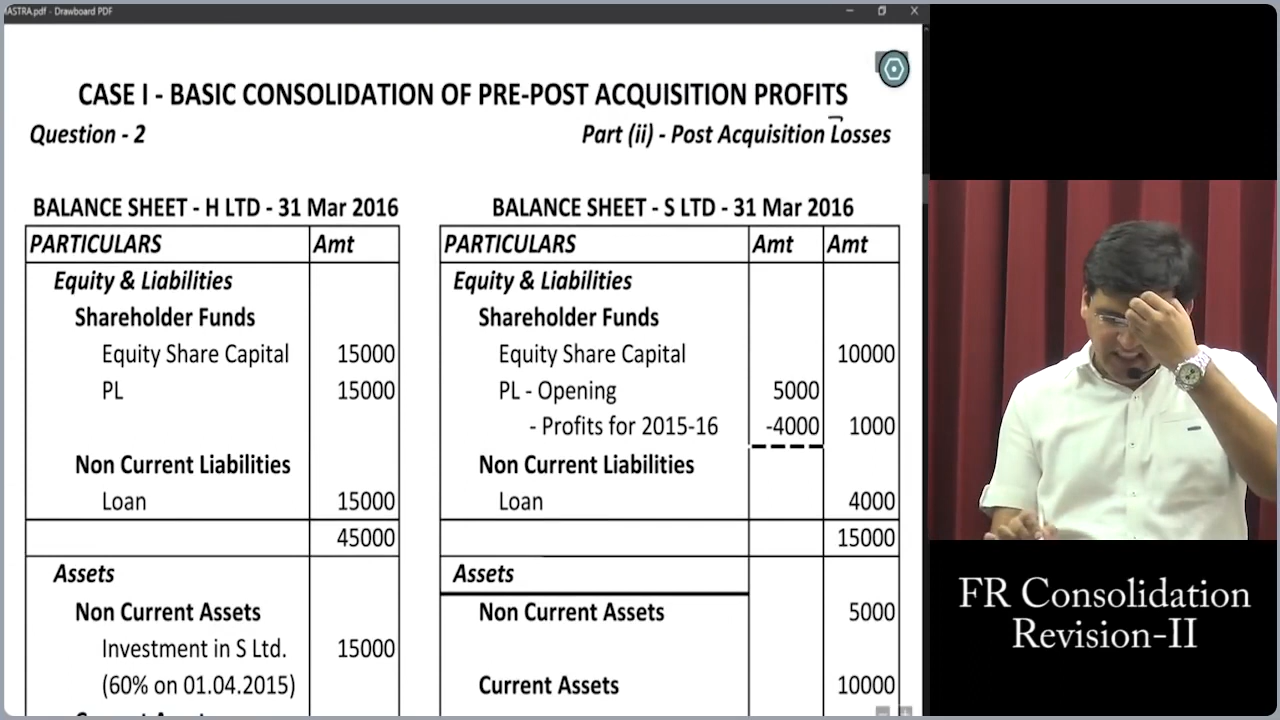 IASTRA.pdf - Drawboard PDF
CASE I - BASIC CONSOLIDATION OF PRE-POST ACQUISITION PROFITS
Question - 2
Part (ii) - Post Acquisition Losses
BALANCE SHEET - H LTD - 31 Mar 2016
PARTICULARS Amt
Equity & Liabilities
Shareholder Funds
Equity Share Capital 15000
PL 15000
Non Current Liabilities
Loan 15000
45000
Assets
Non Current Assets
Investment in S Ltd. 15000
(60% on 01.04.2015)
BALANCE SHEET - S LTD - 31 Mar 2016
PARTICULARS Amt Amt
Equity & Liabilities
Shareholder Funds
Equity Share Capital 10000
PL - Opening 5000
- Profits for 2015-16 -4000 1000
Non Current Liabilities
Loan 4000
15000
Assets
Non Current Assets 5000
Current Assets 10000
FR Consolidation
Revision-II